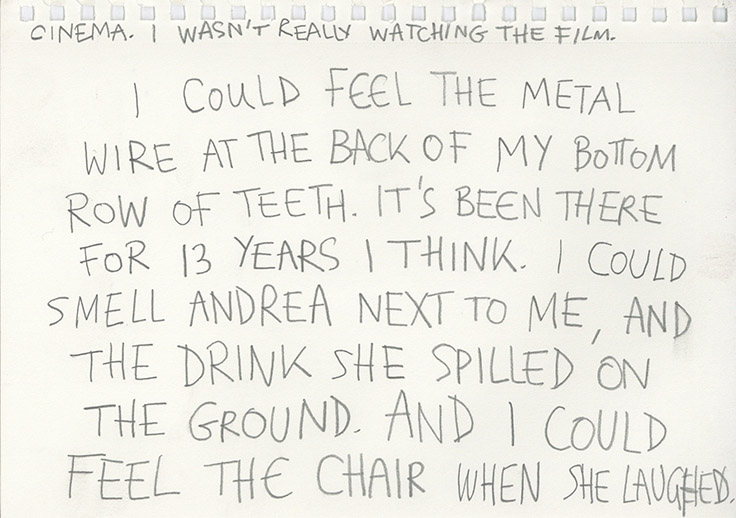 CINEMA. I WASN'T REALLY WATCHING THE FILM.
I COULD FEEL THE METAL
WIRE AT THE BACK OF MY BOTTOM
ROW OF TEETH. IT'S BEEN THERE
FOR 13 YEARS I THINK. I COULD
SMELL ANDREA NEXT TO ME, AND
THE DRINK SHE SPILLED ON
THE GROUND. AND I COULD
FEEL THE CHAIR WHEN SHE LAUGHED.